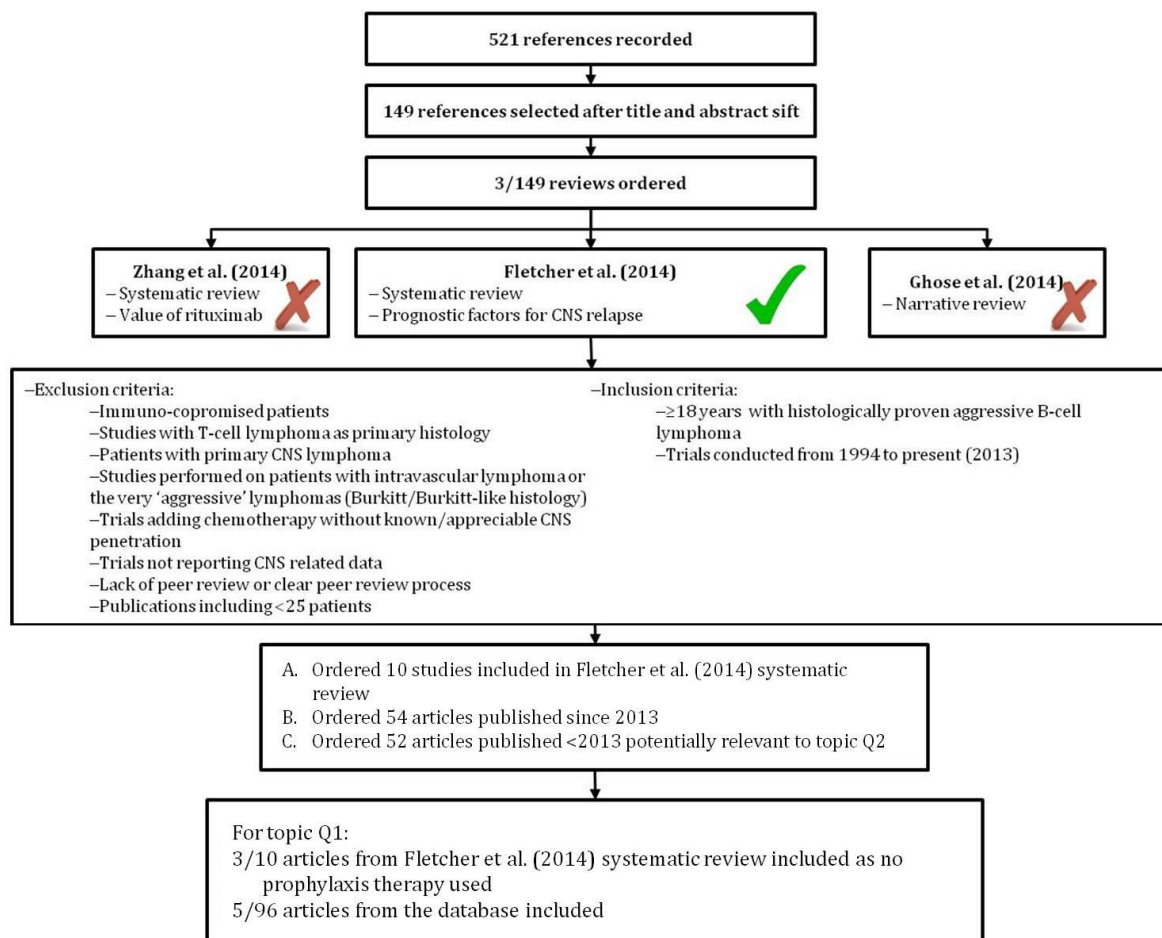 521 references recorded
149 references selected after title and abstract sift
3/149 reviews ordered
Zhang et al. (2014)
–Systematic review
–Value of rituximab
Fletcher et al. (2014)
–Systematic review
–Prognostic factors for CNS relapse
Ghose et al. (2014)
–Narrative review
–Exclusion criteria:
–Immuno-copromised patients
–Studies with T-cell lymphoma as primary histology
–Patients with primary CNS lymphoma
–Studies performed on patients with intravascular lymphoma or
the very ‘aggressive’ lymphomas (Burkitt/Burkitt-like histology)
–Trials adding chemotherapy without known/appreciable CNS
penetration
–Trials not reporting CNS related data
–Lack of peer review or clear peer review process
–Publications including <25 patients
–Inclusion criteria:
–≥18 years with histologically proven aggressive B-cell
lymphoma
–Trials conducted from 1994 to present (2013)
A. Ordered 10 studies included in Fletcher et al. (2014) systematic
review
B. Ordered 54 articles published since 2013
C. Ordered 52 articles published <2013 potentially relevant to topic Q2
For topic Q1:
3/10 articles from Fletcher et al. (2014) systematic review included as no
prophylaxis therapy used
5/96 articles from the database included